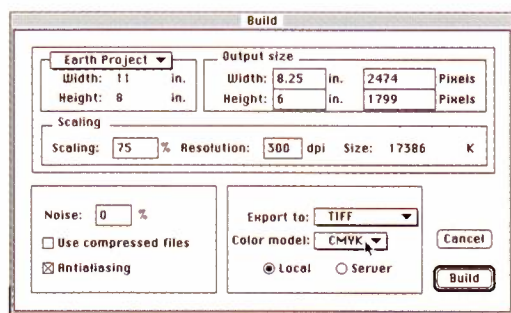 Build
Earth Project
Width: 11 in.
Height: 8 in.
Output size
Width: 8.25 in. 2474 Pixels
Height: 6 in. 1799 Pixels
Scaling
Scaling: 75 % Resolution: 300 dpi Size: 17386 K
Noise: 0 %
Use compressed files
Antialiasing
Export to: TIFF
Color model: CMYK
Local Server
Cancel
Build